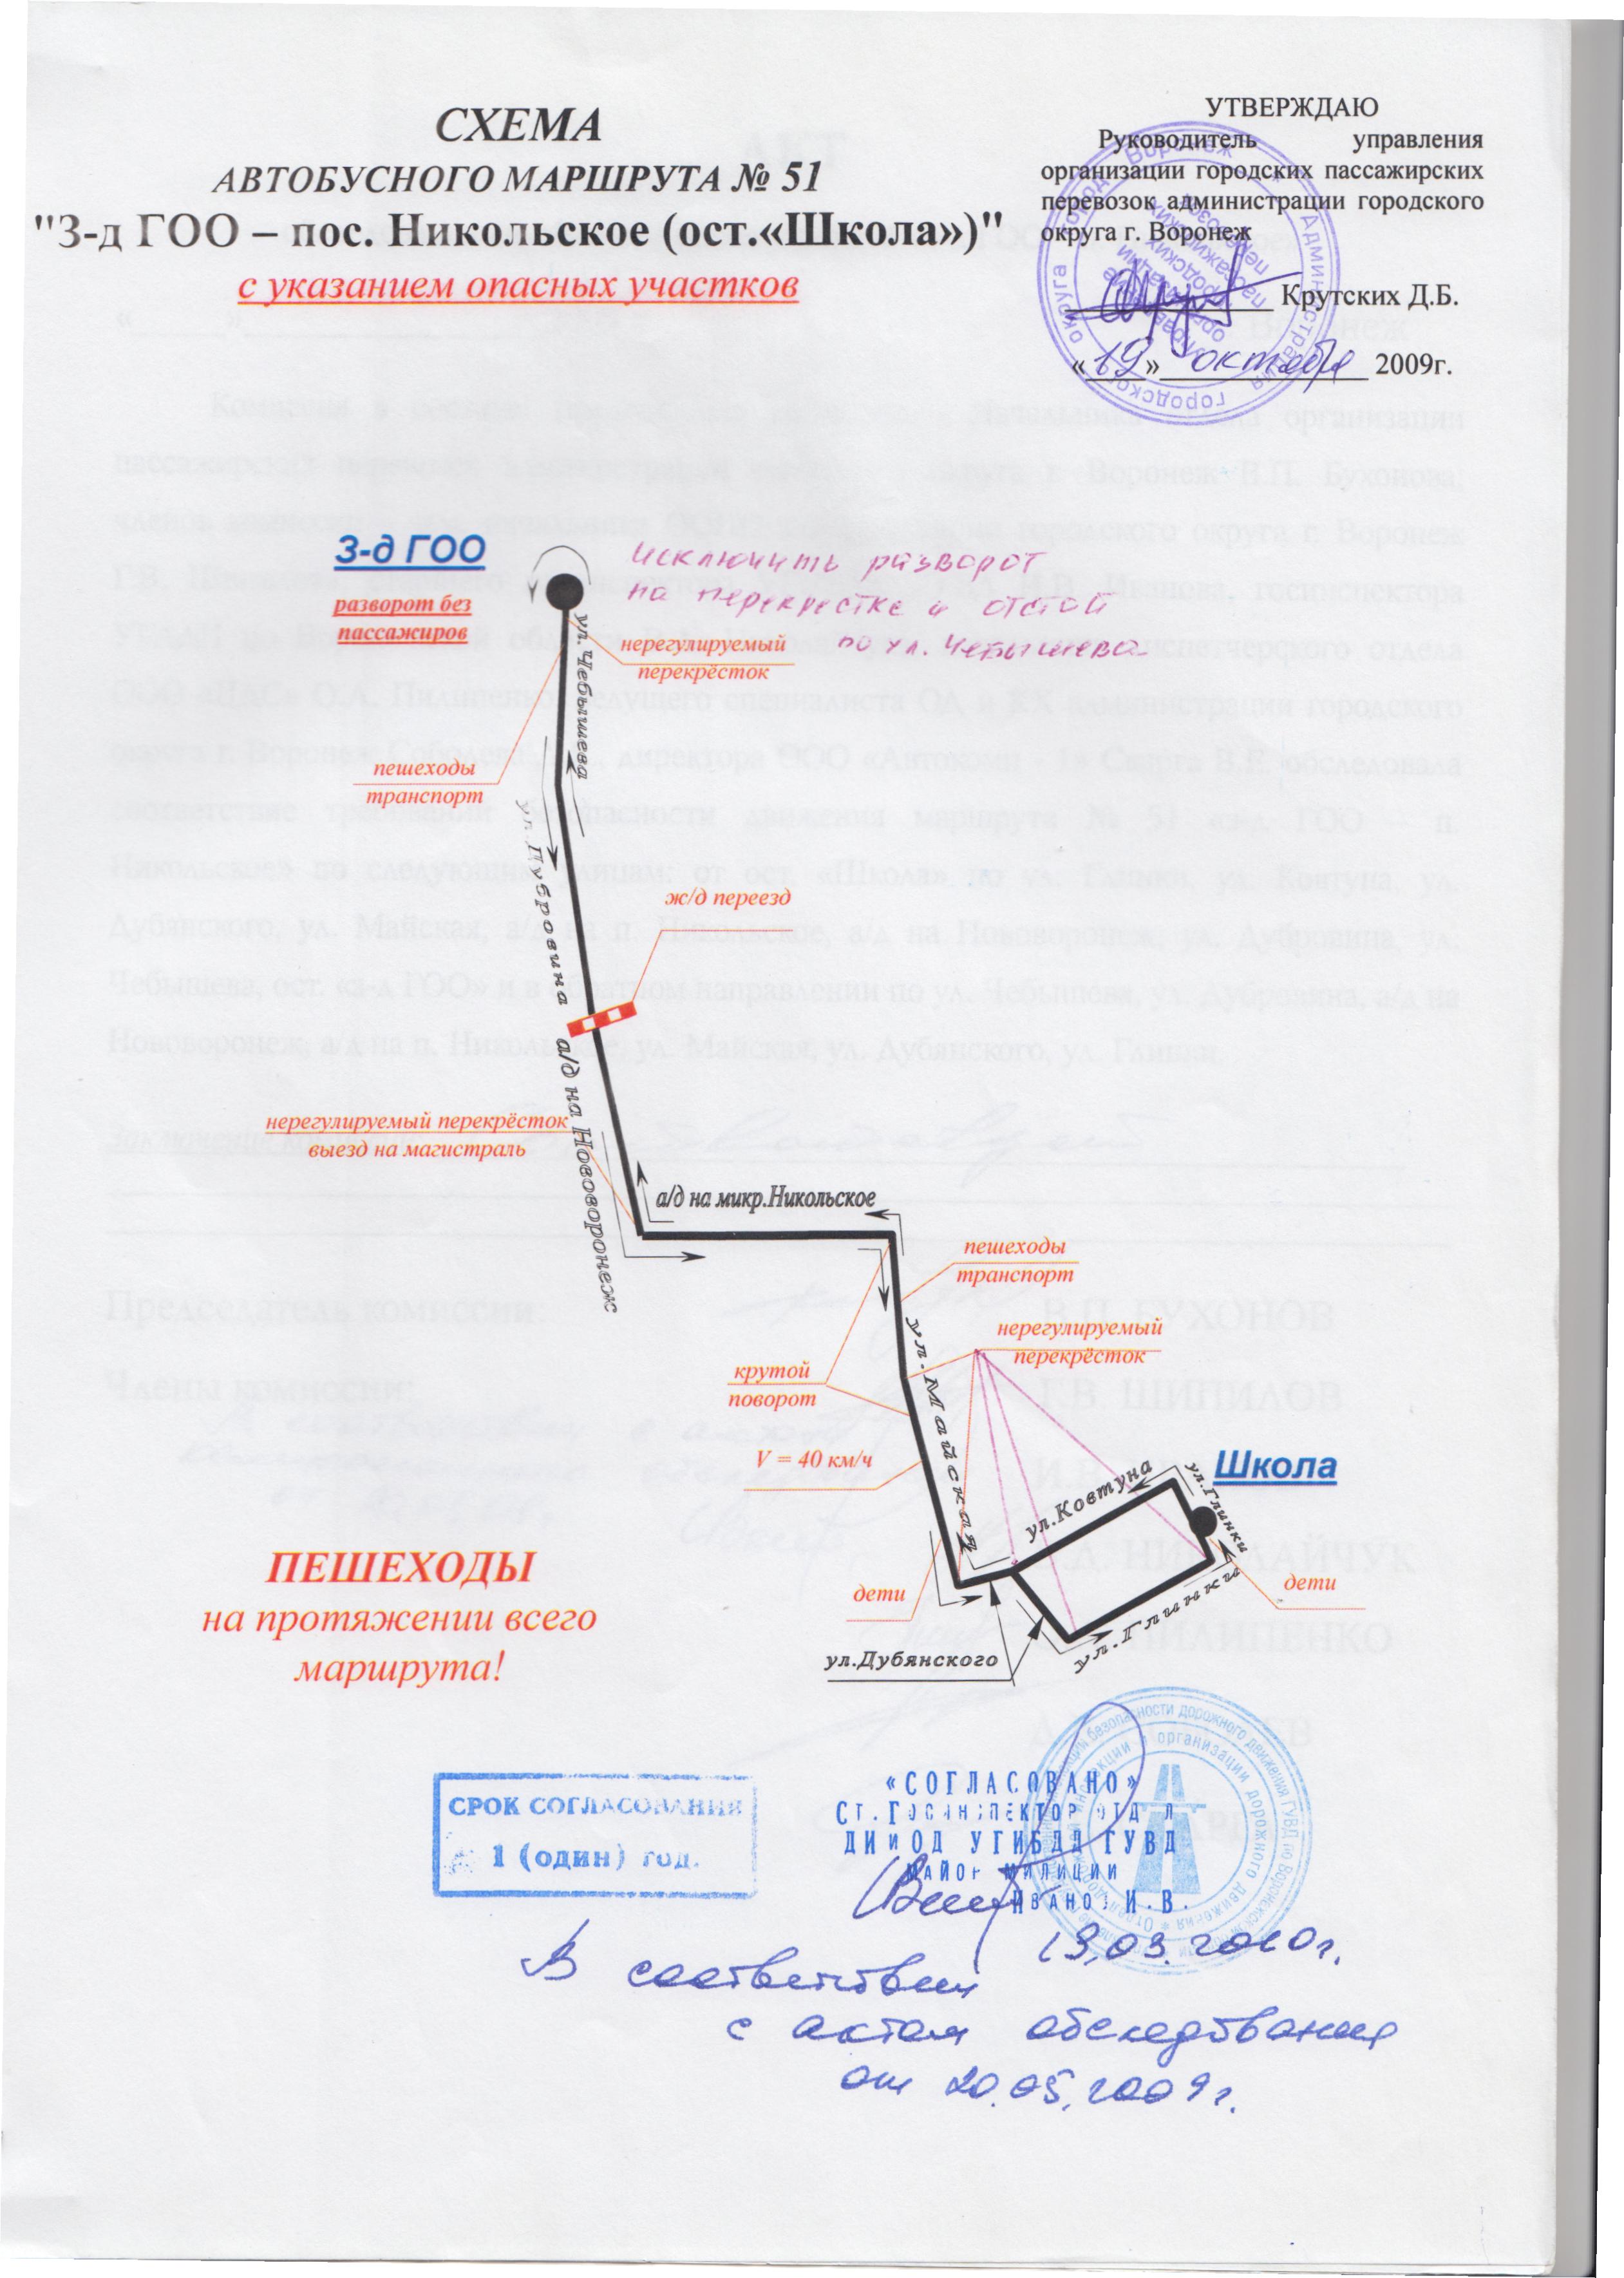 СХЕМА
АВТОБУСНОГО МАРШРУТА № 51
"З-д ГОО – пос. Никольское (ост.«Школа»)"
с указанием опасных участков
УТВЕРЖДАЮ
Руководитель управления
организации городских пассажирских
перевозок администрации городского
округа г. Воронеж
Крутских Д.Б.
«19» октября 2009г.
З-д ГОО
разворот без
пассажиров
исключить разворот
на перекрестке и отстой
по ул. Чебышева
ул.Чебышева
нерегулируемый
перекрёсток
пешеходы
транспорт
ул.Дубровина
ж/д переезд
а/д на Нововоронеж
нерегулируемый перекрёсток
выезд на магистраль
а/д на микр.Никольское
пешеходы
транспорт
нерегулируемый
перекрёсток
крутой
поворот
ул.Майская
V = 40 км/ч
Школа
ул.Ковтуна
ул.Глинки
дети
дети
ул.Глинки
ул.Дубянского
ПЕШЕХОДЫ
на протяжении всего
маршрута!
СРОК СОГЛАСОВАНИЯ
1 (один) год.
«СОГЛАСОВАНО»
Ст.Госинспектор отд л
ДИиОД УГИБДД ГУВД
майор милиции
Иванов И.В.
19.03.2010г.
В соответствии
с актом обследования
от 20.05.2009г.